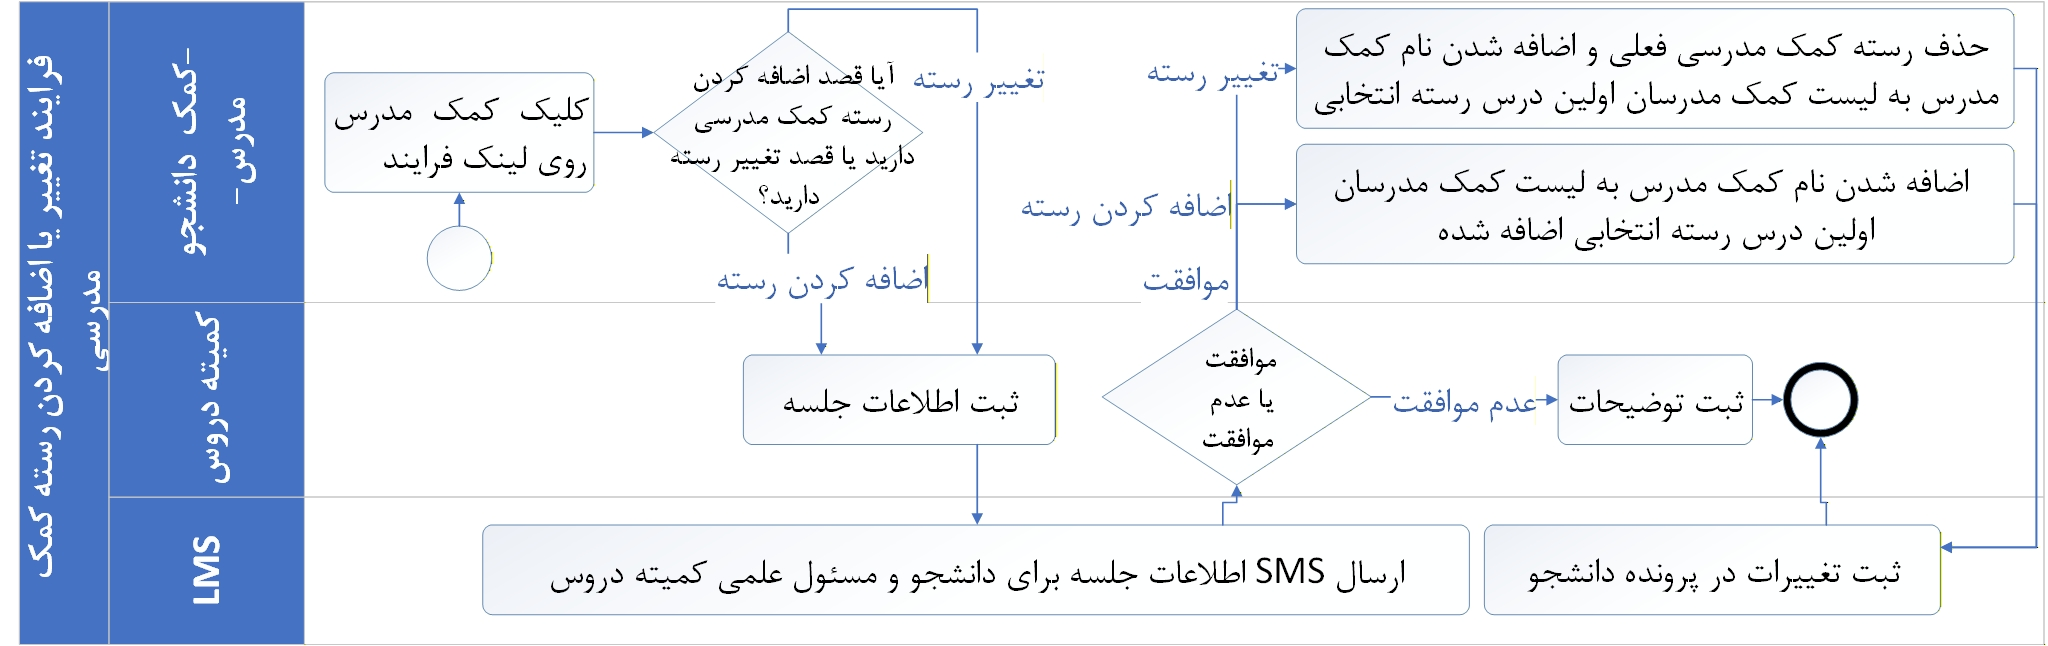 فرایند تغییر یا اضافه کردن رسته کمک
مدرسی
-کمک دانشجو
مدرس-
کمیته دروس
LMS
کلیک کمک مدرس
روی لینک فرایند
آیا قصد اضافه کردن
رسته کمک مدرسی
دارید یا قصد تغییر رسته
دارید؟
تغییر رسته
اضافه کردن رسته
ثبت اطلاعات جلسه
ارسال SMS اطلاعات جلسه برای دانشجو و مسئول علمی کمیته دروس
موافقت
یا عدم
موافقت
موافقت
اضافه کردن رسته
تغییر رسته
حذف رسته کمک مدرسی فعلی و اضافه شدن نام کمک
مدرس به لیست کمک مدرسان اولین درس رسته انتخابی
اضافه شدن نام کمک مدرس به لیست کمک مدرسان
اولین درس رسته انتخابی اضافه شده
عدم موافقت
ثبت توضیحات
ثبت تغییرات در پرونده دانشجو